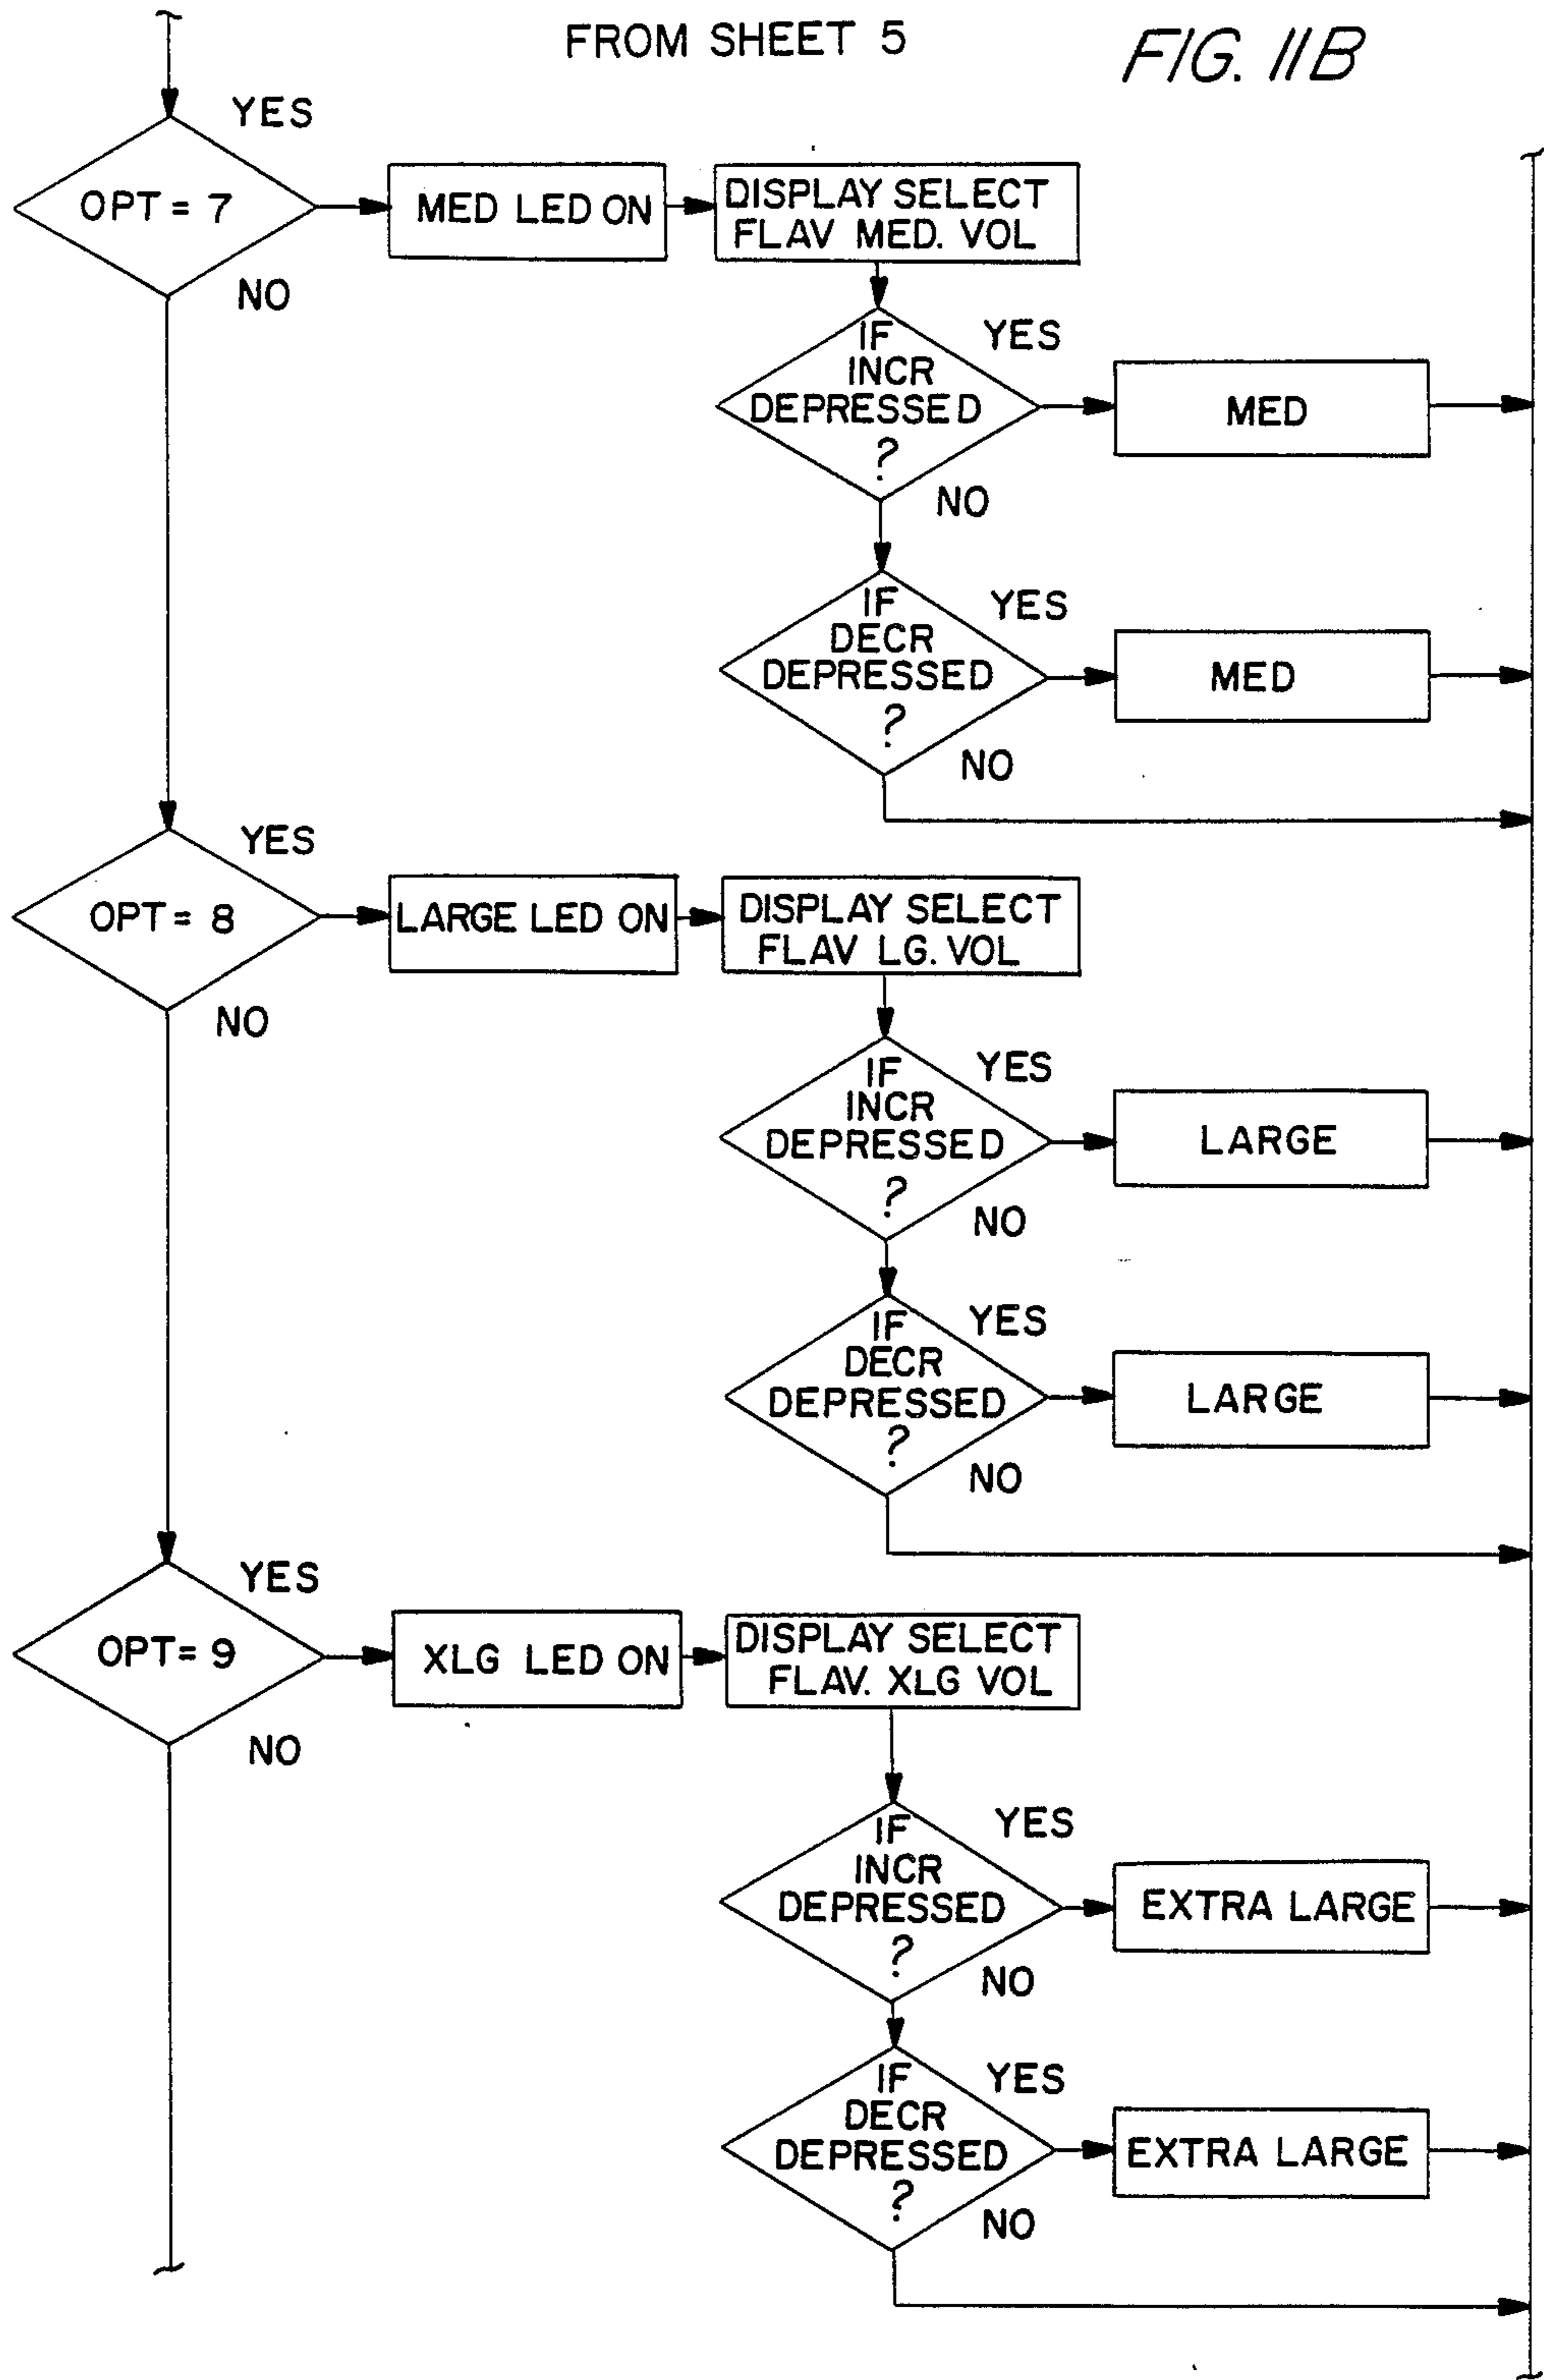 FROM SHEET 5
FIG. 11B
YES
OPT = 7
NO
MED LED ON
DISPLAY SELECT
FLAV MED. VOL
IF
INCR
DEPRESSED
?
YES
NO
MED
IF
DECR
DEPRESSED
?
YES
NO
MED
YES
OPT = 8
NO
LARGE LED ON
DISPLAY SELECT
FLAV LG. VOL
IF
INCR
DEPRESSED
?
YES
NO
LARGE
IF
DECR
DEPRESSED
?
YES
NO
LARGE
YES
OPT = 9
NO
XLG LED ON
DISPLAY SELECT
FLAV. XLG VOL
IF
INCR
DEPRESSED
?
YES
NO
EXTRA LARGE
IF
DECR
DEPRESSED
?
YES
NO
EXTRA LARGE